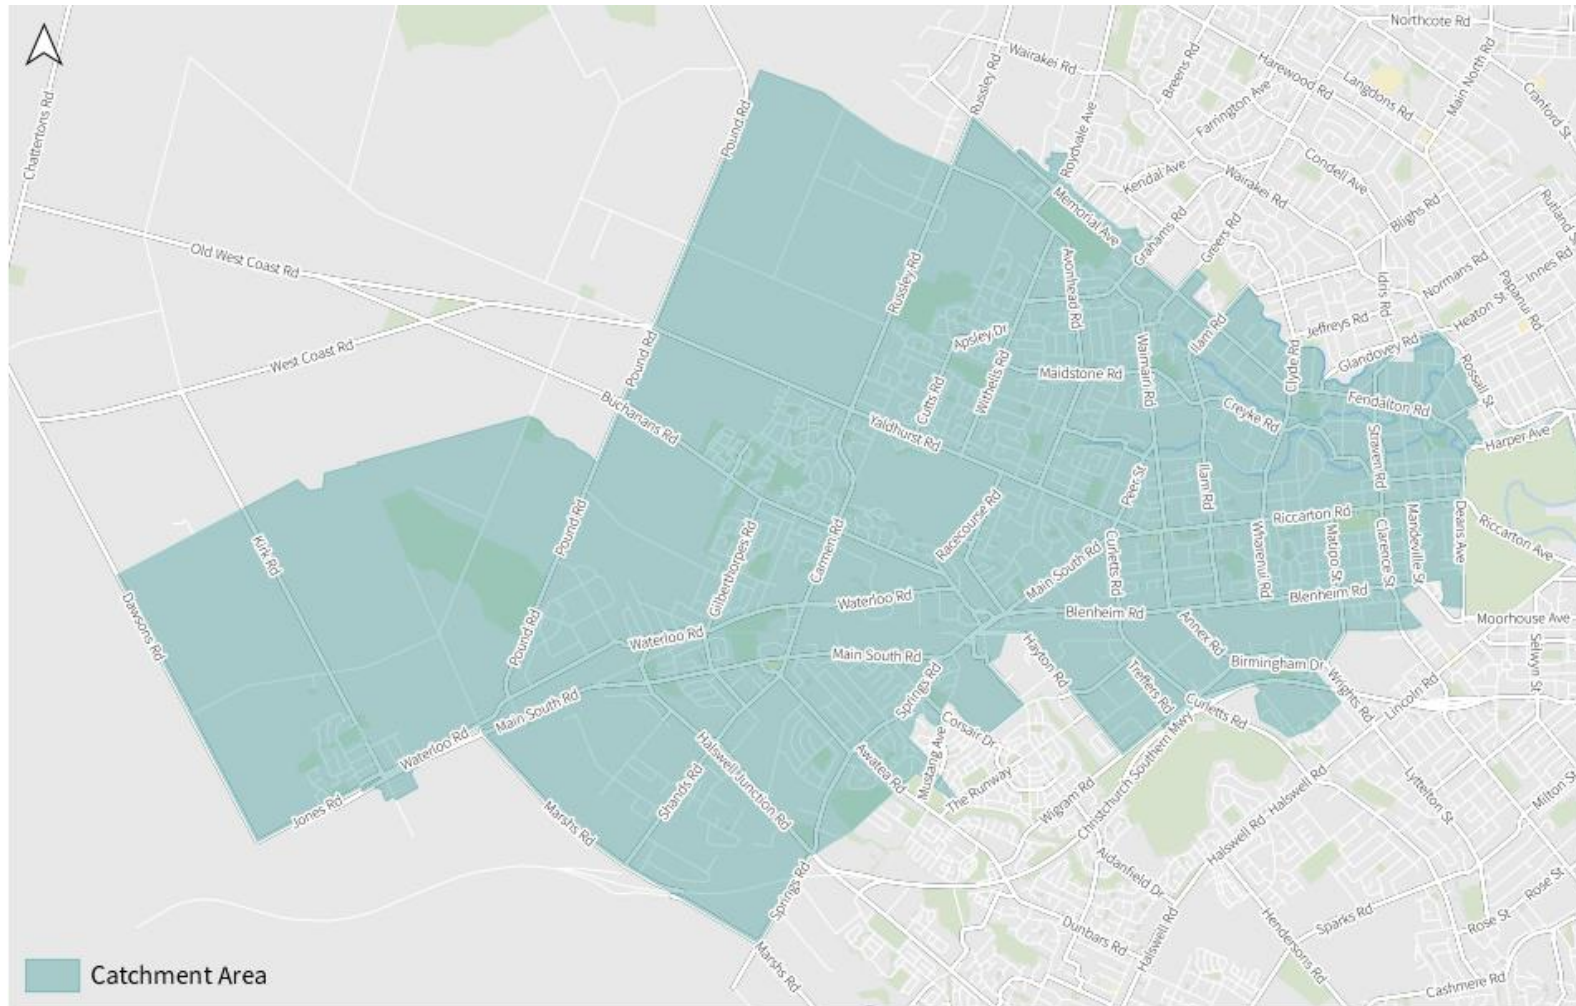 Northcote Rd
Wairakei Rd
Russley Rd
Breens Rd
Harewood Rd
Langdons Rd
Main North Rd
Cranford St
Farrington Ave
Chattertons Rd
Pound Rd
Roydvale Ave
Condell Ave
Kendal Ave
Wairakei Rd
Rutland
Blighs Rd
Memorial Ave
Grahams Rd
Greers Rd
Innes Rd
Old West Coast Rd
Russley Rd
Avonhead Rd
Normans Rd
Idris Rd
Papanui Rd
Heaton St
Jeffreys Rd
Apsley Dr
Ilam Rd
West Coast Rd
Pound Rd
Glandovey Rd
Clyde Rd
Waimairi Rd
Maidstone Rd
Withells Rd
Rossall St
Cutts Rd
Fendalton Rd
Buchanans Rd
Creyke Rd
Yaldhurst Rd
Harper Ave
Straven Rd
Peer St
Ilam Rd
Riccarton Rd
Racecourse Rd
Deans Ave
Mandeville St
Pound Rd
Riccarton Ave
Kirk Rd
Gilberthorpes Rd
Carmen Rd
Main South Rd
Curletts Rd
Wharenui Rd
Matipo St
Clarence St
Waterloo Rd
Blenheim Rd
Blenheim Rd
Dawsons Rd
Pound Rd
Waterloo Rd
Moorhouse Ave
Annex Rd
Main South Rd
Hayton Rd
Birmingham Dr
Selwyn St
Springs Rd
Treffers Rd
Wrights Rd
Lincoln Rd
Main South Rd
Curletts Rd
Corsair Dr
Waterloo Rd
Halswell Junction Rd
Awatea Rd
Mustang Ave
Christchurch Southern Mwy
Shands Rd
The Runway
Wigram Rd
Halswell Rd
Lyttelton St
Milton St
Jones Rd
Marshs Rd
Halswell Rd
Aidanfield Dr
Springs Rd
Rose St
Sparks Rd
Rose St
Dunbars Rd
Halswell Rd
Hendersons Rd
Marshs Rd
Cashmere Rd
Catchment Area